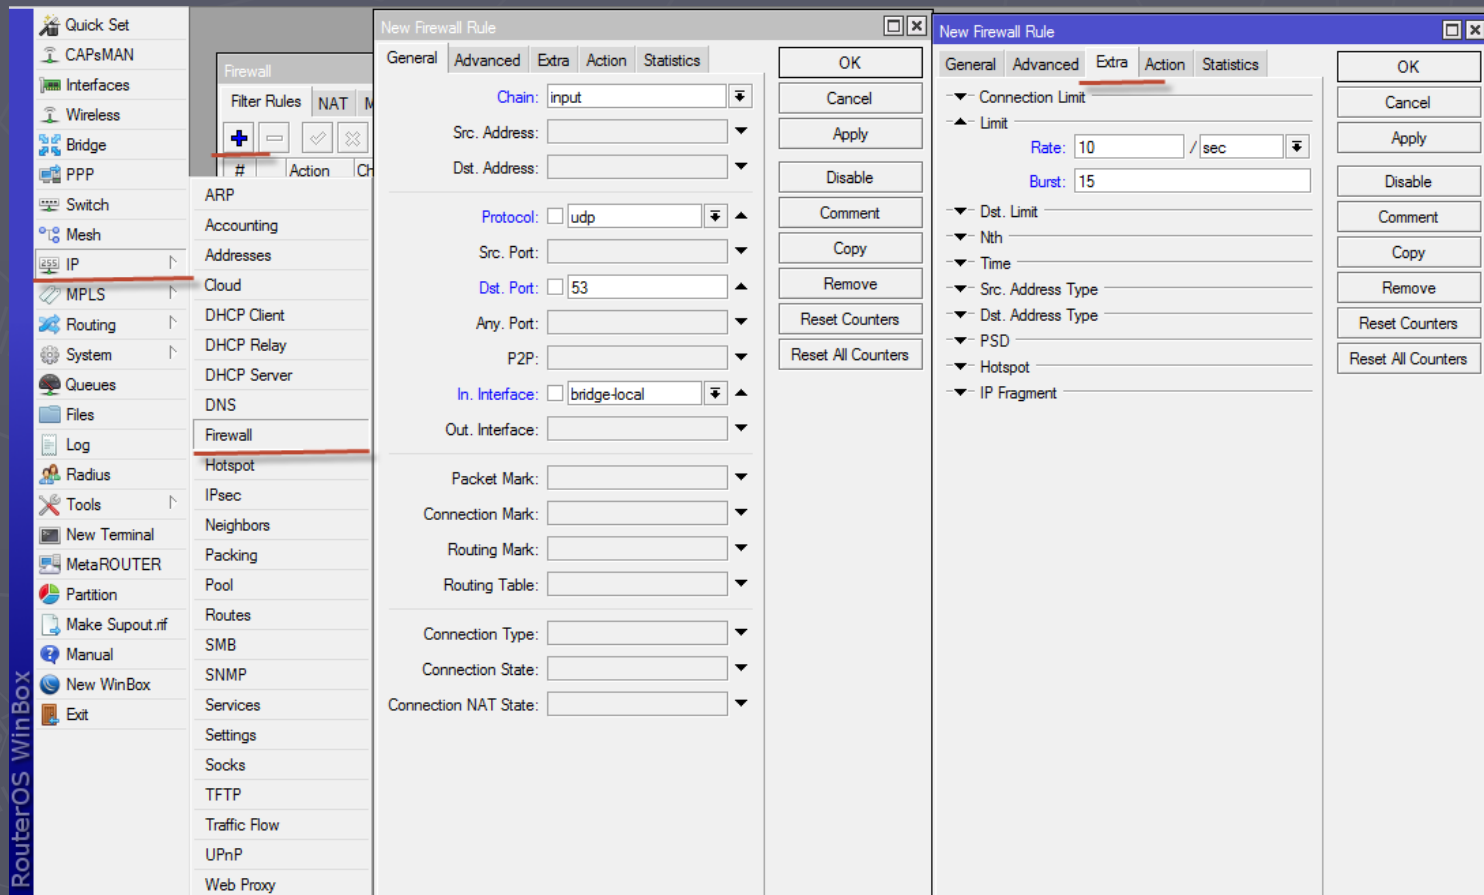 Quick Set
CAPsMAN
Interfaces
Wireless
Bridge
PPP
Switch
Mesh
IP
MPLS
Routing
System
Queues
Files
Log
Radius
Tools
New Terminal
MetaROUTER
Partition
Make Supout.rif
Manual
New WinBox
Exit
RouterOS WinBox
Firewall
Filter Rules NAT M
# Action Ch
ARP
Accounting
Addresses
Cloud
DHCP Client
DHCP Relay
DHCP Server
DNS
Firewall
Hotspot
IPsec
Neighbors
Packing
Pool
Routes
SMB
SNMP
Services
Settings
Socks
TFTP
Traffic Flow
UPnP
Web Proxy
New Firewall Rule
General Advanced Extra Action Statistics
Chain: input
Src. Address:
Dst. Address:
Protocol: udp
Src. Port:
Dst. Port: 53
Any. Port:
P2P:
In. Interface: bridge-local
Out. Interface:
Packet Mark:
Connection Mark:
Routing Mark:
Routing Table:
Connection Type:
Connection State:
Connection NAT State:
OK
Cancel
Apply
Disable
Comment
Copy
Remove
Reset Counters
Reset All Counters
New Firewall Rule
General Advanced Extra Action Statistics
Connection Limit
Limit
Rate: 10 / sec
Burst: 15
Dst. Limit
Nth
Time
Src. Address Type
Dst. Address Type
PSD
Hotspot
IP Fragment
OK
Cancel
Apply
Disable
Comment
Copy
Remove
Reset Counters
Reset All Counters